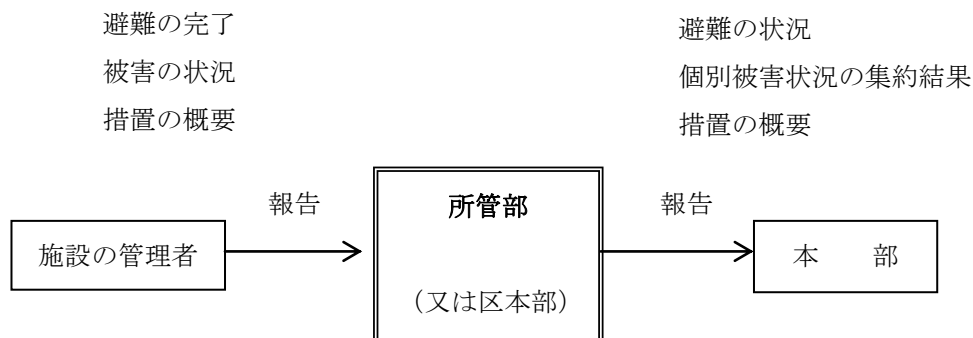 避難の完了
被害の状況
措置の概要
避難の状況
個別被害状況の集約結果
措置の概要
施設の管理者
報告
所管部
(又は区本部)
報告
本 部